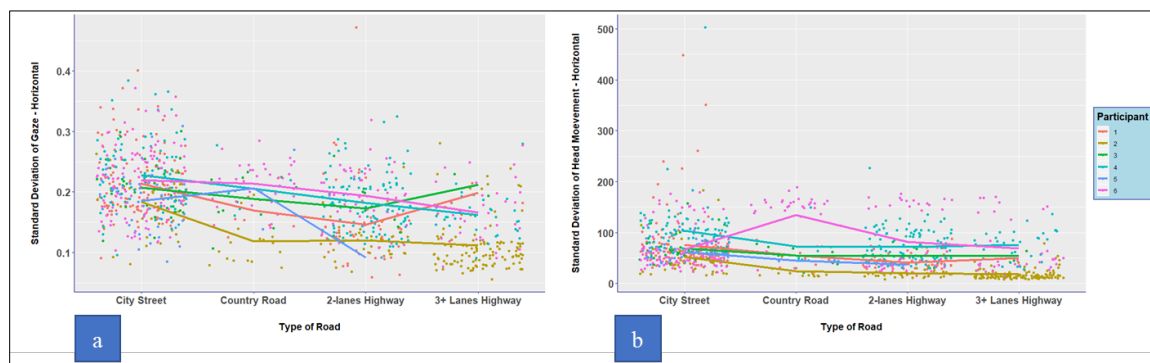 Standard Deviation of Gaze - Horizontal
0.4
0.3
0.2
0.1
City Street Country Road 2-lanes Highway 3+ Lanes Highway
Type of Road
a
Standard Deviation of Head Moevement - Horizontal
500
400
300
200
100
0
City Street Country Road 2-lanes Highway 3+ Lanes Highway
Type of Road
b
Participant
1
2
3
4
5
6